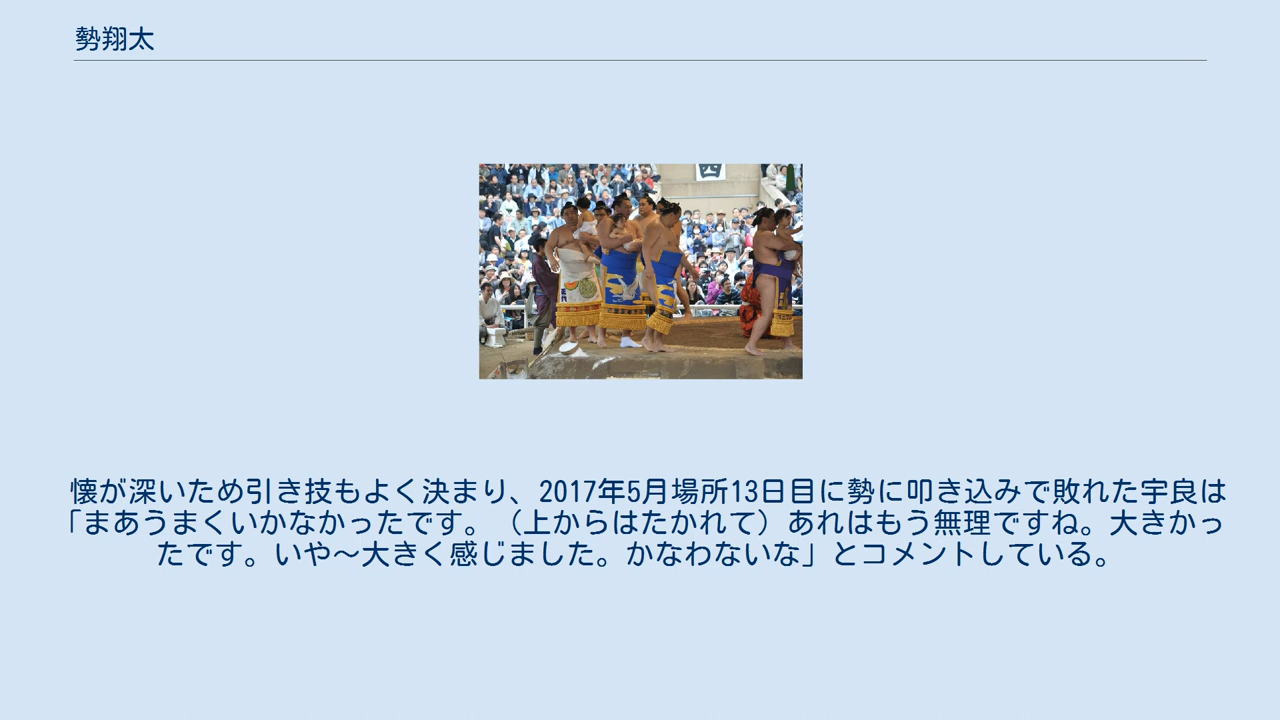 勢翔太
西
懐が深いため引き技もよく決まり、2017年5月場所13日目に勢に叩き込みで敗れた宇良は
「まあうまくいかなかったです。（上からはたかれて）あれはもう無理ですね。大きかっ
たです。いや～大きく感じました。かなわないな」とコメントしている。